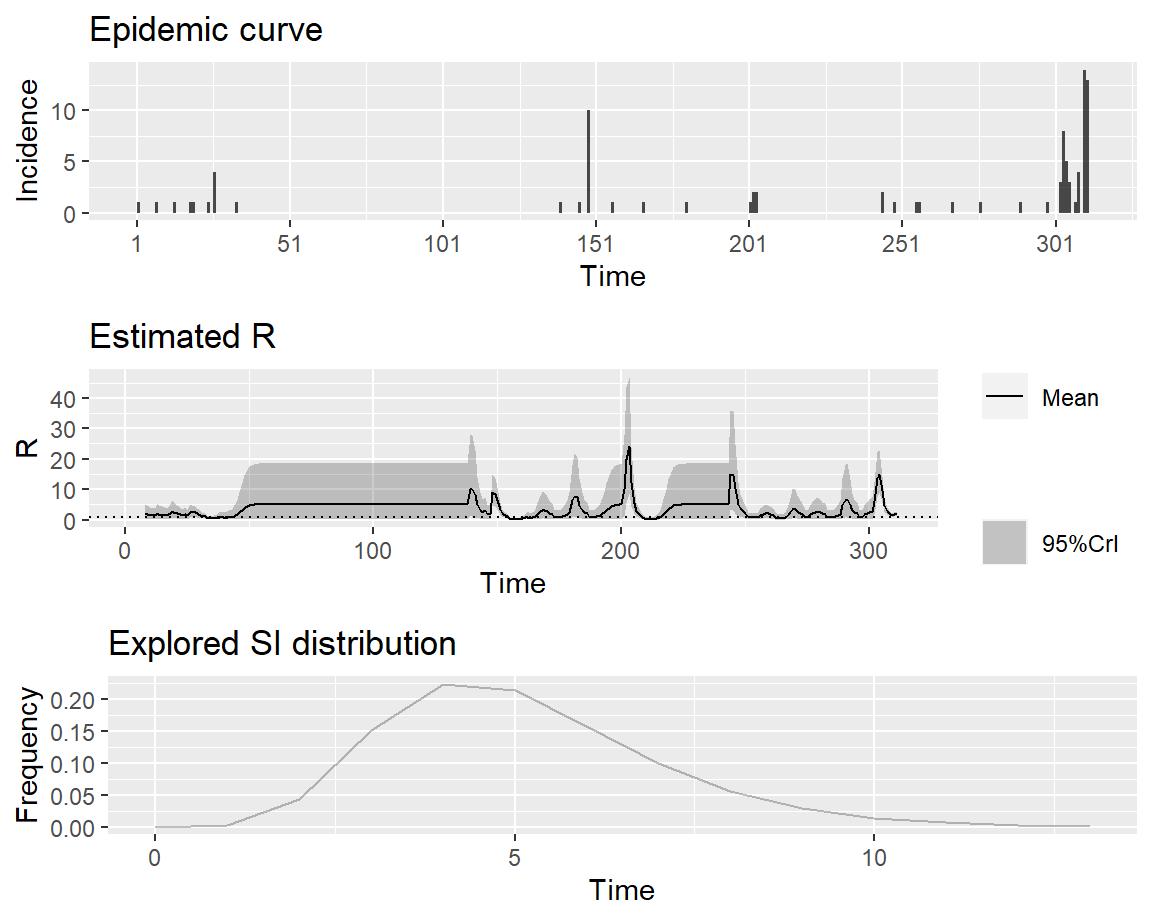 Epidemic curve
Incidence
10
5
0
1 51 101 151 201 251 301
Time
Estimated R
R
40
30
20
10
0
0 100 200 300
Time
Mean
95%CrI
Explored SI distribution
Frequency
0.20
0.15
0.10
0.05
0.00
0 5 10
Time